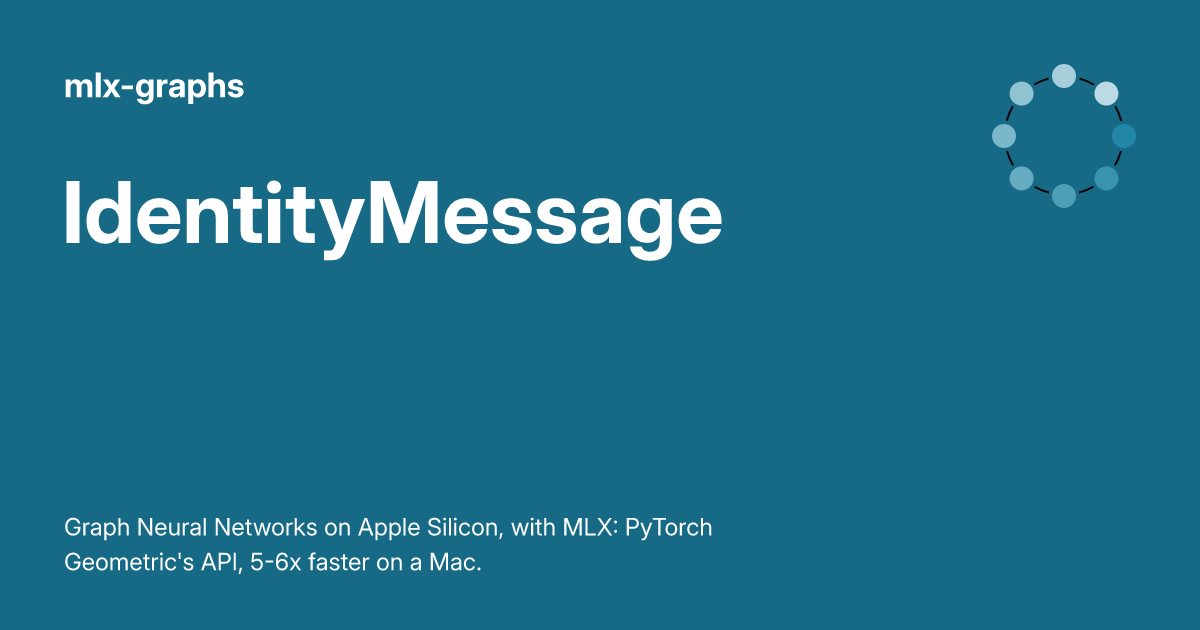 mlx-graphs
IdentityMessage
Graph Neural Networks on Apple Silicon, with MLX: PyTorch
Geometric's API, 5-6x faster on a Mac.